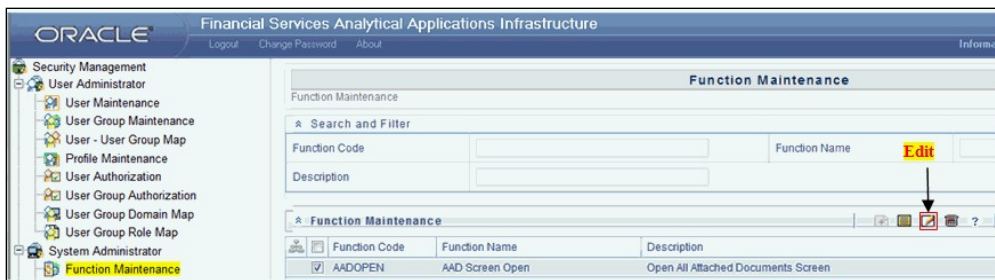 ORACLE
Financial Services Analytical Applications Infrastructure
Logout Change Password About
Security Management
User Administrator
User Maintenance
User Group Maintenance
User - User Group Map
Profile Maintenance
User Authorization
User Group Authorization
User Group Domain Map
User Group Role Map
System Administrator
Function Maintenance
Function Maintenance
Function Maintenance
Search and Filter
Function Code Function Name Edit
Description
Function Maintenance ?
Function Code Function Name Description
AADOPEN AAD Screen Open Open All Attached Documents Screen